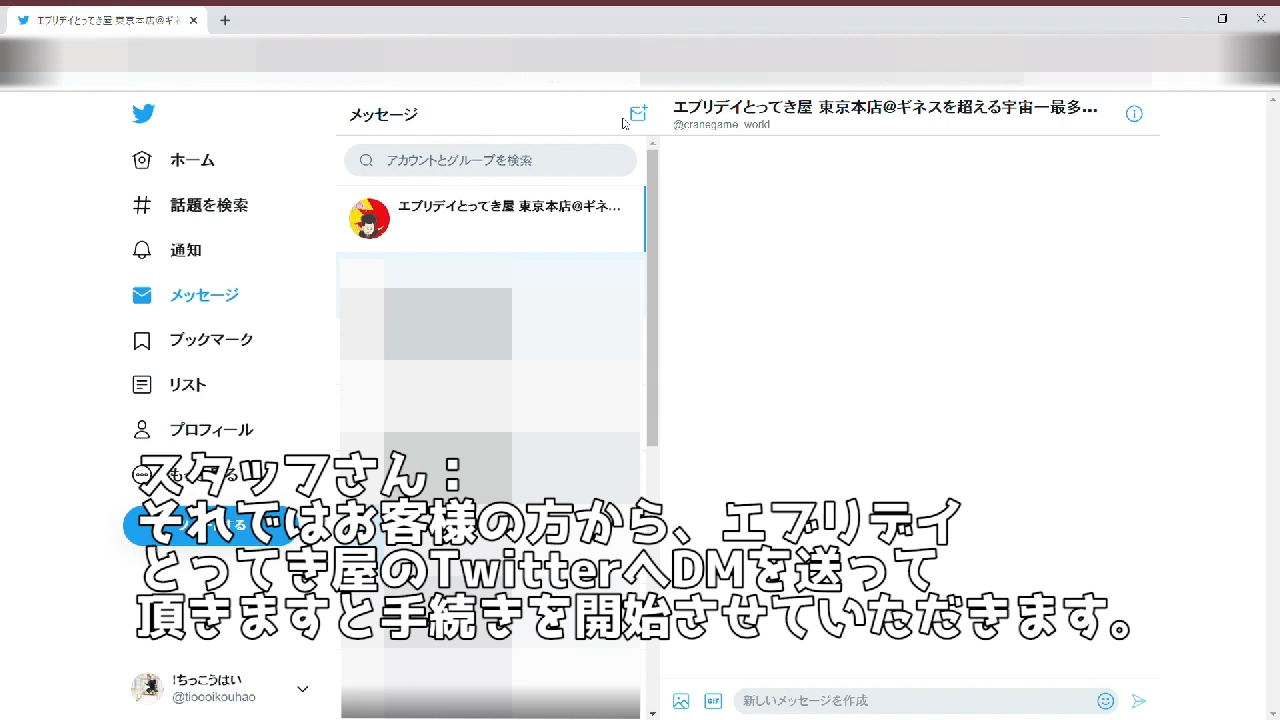 エブリデイとってき屋 東京本店@ギネ
メッセージ
エブリデイとってき屋 東京本店@ギネスを超える宇宙一最多...
@cranegame_world
ホーム
アカウントとグループを検索
話題を検索
エブリデイとってき屋 東京本店@ギネ...
通知
メッセージ
ブックマーク
リスト
プロフィール
スタッフさん：
それではお客様の方から、エブリデイ
とってき屋のTwitterへDMを送って
頂きますと手続きを開始させていただきます。
!ちっこうはい
@tioooikouhao
GIF
新しいメッセージを作成